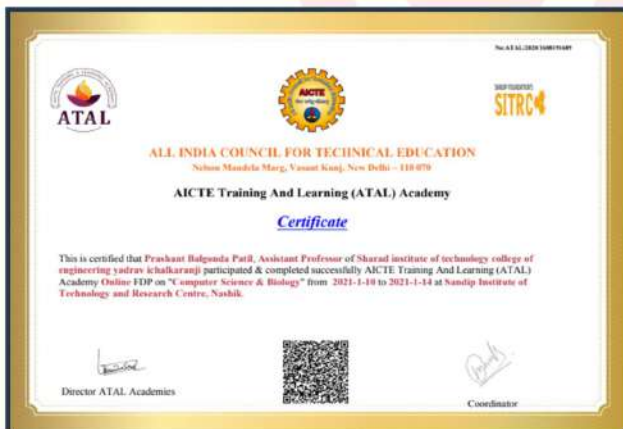 ATAL
AICTE
SANDIP FOUNDATION'S
SITRC
ALL INDIA COUNCIL FOR TECHNICAL EDUCATION
Nelson Mandela Marg, Vasant Kunj, New Delhi – 110 070
AICTE Training And Learning (ATAL) Academy
Certificate
This is certified that Prashant Balgonda Patil, Assistant Professor of Sharad institute of technology college of
engineering yadrav ichalkaranji participated & completed successfully AICTE Training And Learning (ATAL)
Academy Online FDP on "Computer Science & Biology" from 2021-1-10 to 2021-1-14 at Sandip Institute of
Technology and Research Centre, Nashik.
Director ATAL Academies
Coordinator